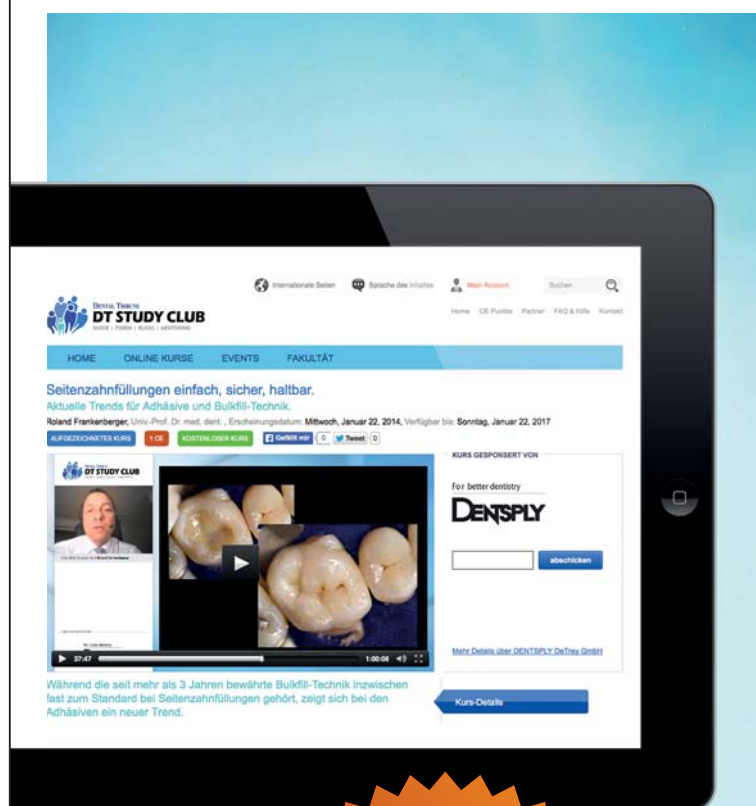 Internationale Seiten Sprache des Inhaltes Mein Account Suchen
DENTAL TRIBUNE
DT STUDY CLUB
KURSE | FOREN | BLOGS | MENTORING
Home CE Punkte Partner FAQ & Hilfe Kontakt
HOME ONLINE KURSE EVENTS FAKULTÄT
Seitenzahnfüllungen einfach, sicher, haltbar.
Aktuelle Trends für Adhäsive und Bulkfill-Technik.
Roland Frankenberger, Univ.-Prof. Dr. med. dent. , Erscheinungsdatum: Mittwoch, Januar 22, 2014, Verfügbar bis: Sonntag, Januar 22, 2017
AUFGEZEICHNETES KURS 1 CE KOSTENLOSER KURS Gefällt mir 0 Tweet 0
DT STUDY CLUB
37:47 1:00:08
KURS GESPONSERT VON
For better dentistry
DENTSPLY
abschicken
Mehr Details über DENTSPLY DeTrey GmbH
Während die seit mehr als 3 Jahren bewährte Bulkfill-Technik inzwischen
fast zum Standard bei Seitenzahnfüllungen gehört, zeigt sich bei den
Adhäsiven ein neuer Trend.
Kurs-Details